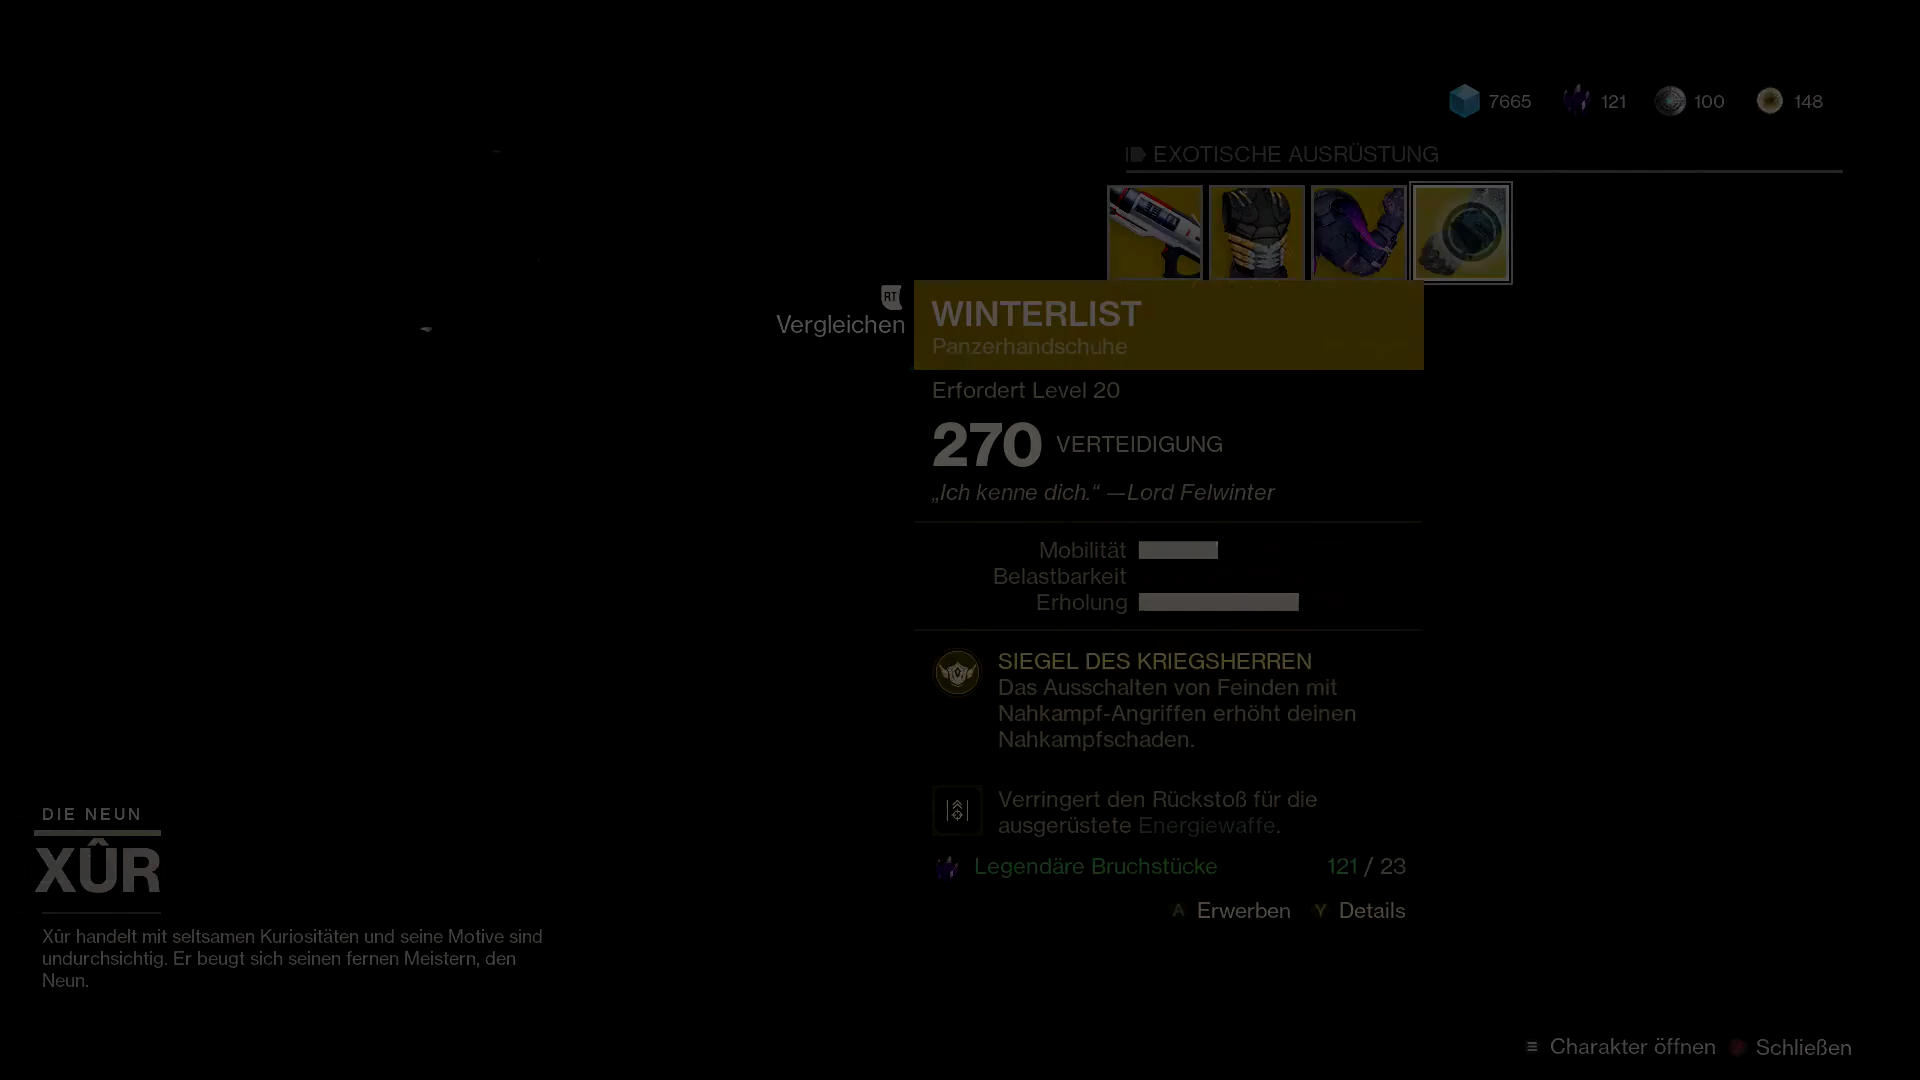 7665 121 100 148
EXOTISCHE AUSRÜSTUNG
RT
Vergleichen
WINTERLIST
Panzerhandschuhe
Erfordert Level 20
270 VERTEIDIGUNG
„Ich kenne dich.“ —Lord Felwinter
Mobilität
Belastbarkeit
Erholung
SIEGEL DES KRIEGSHERREN
Das Ausschalten von Feinden mit
Nahkampf-Angriffen erhöht deinen
Nahkampfschaden.
Verringert den Rückstoß für die
ausgerüstete Energiewaffe.
Legendäre Bruchstücke 121 / 23
A Erwerben Y Details
DIE NEUN
XÛR
Xûr handelt mit seltsamen Kuriositäten und seine Motive sind
undurchsichtig. Er beugt sich seinen fernen Meistern, den
Neun.
Charakter öffnen Schließen